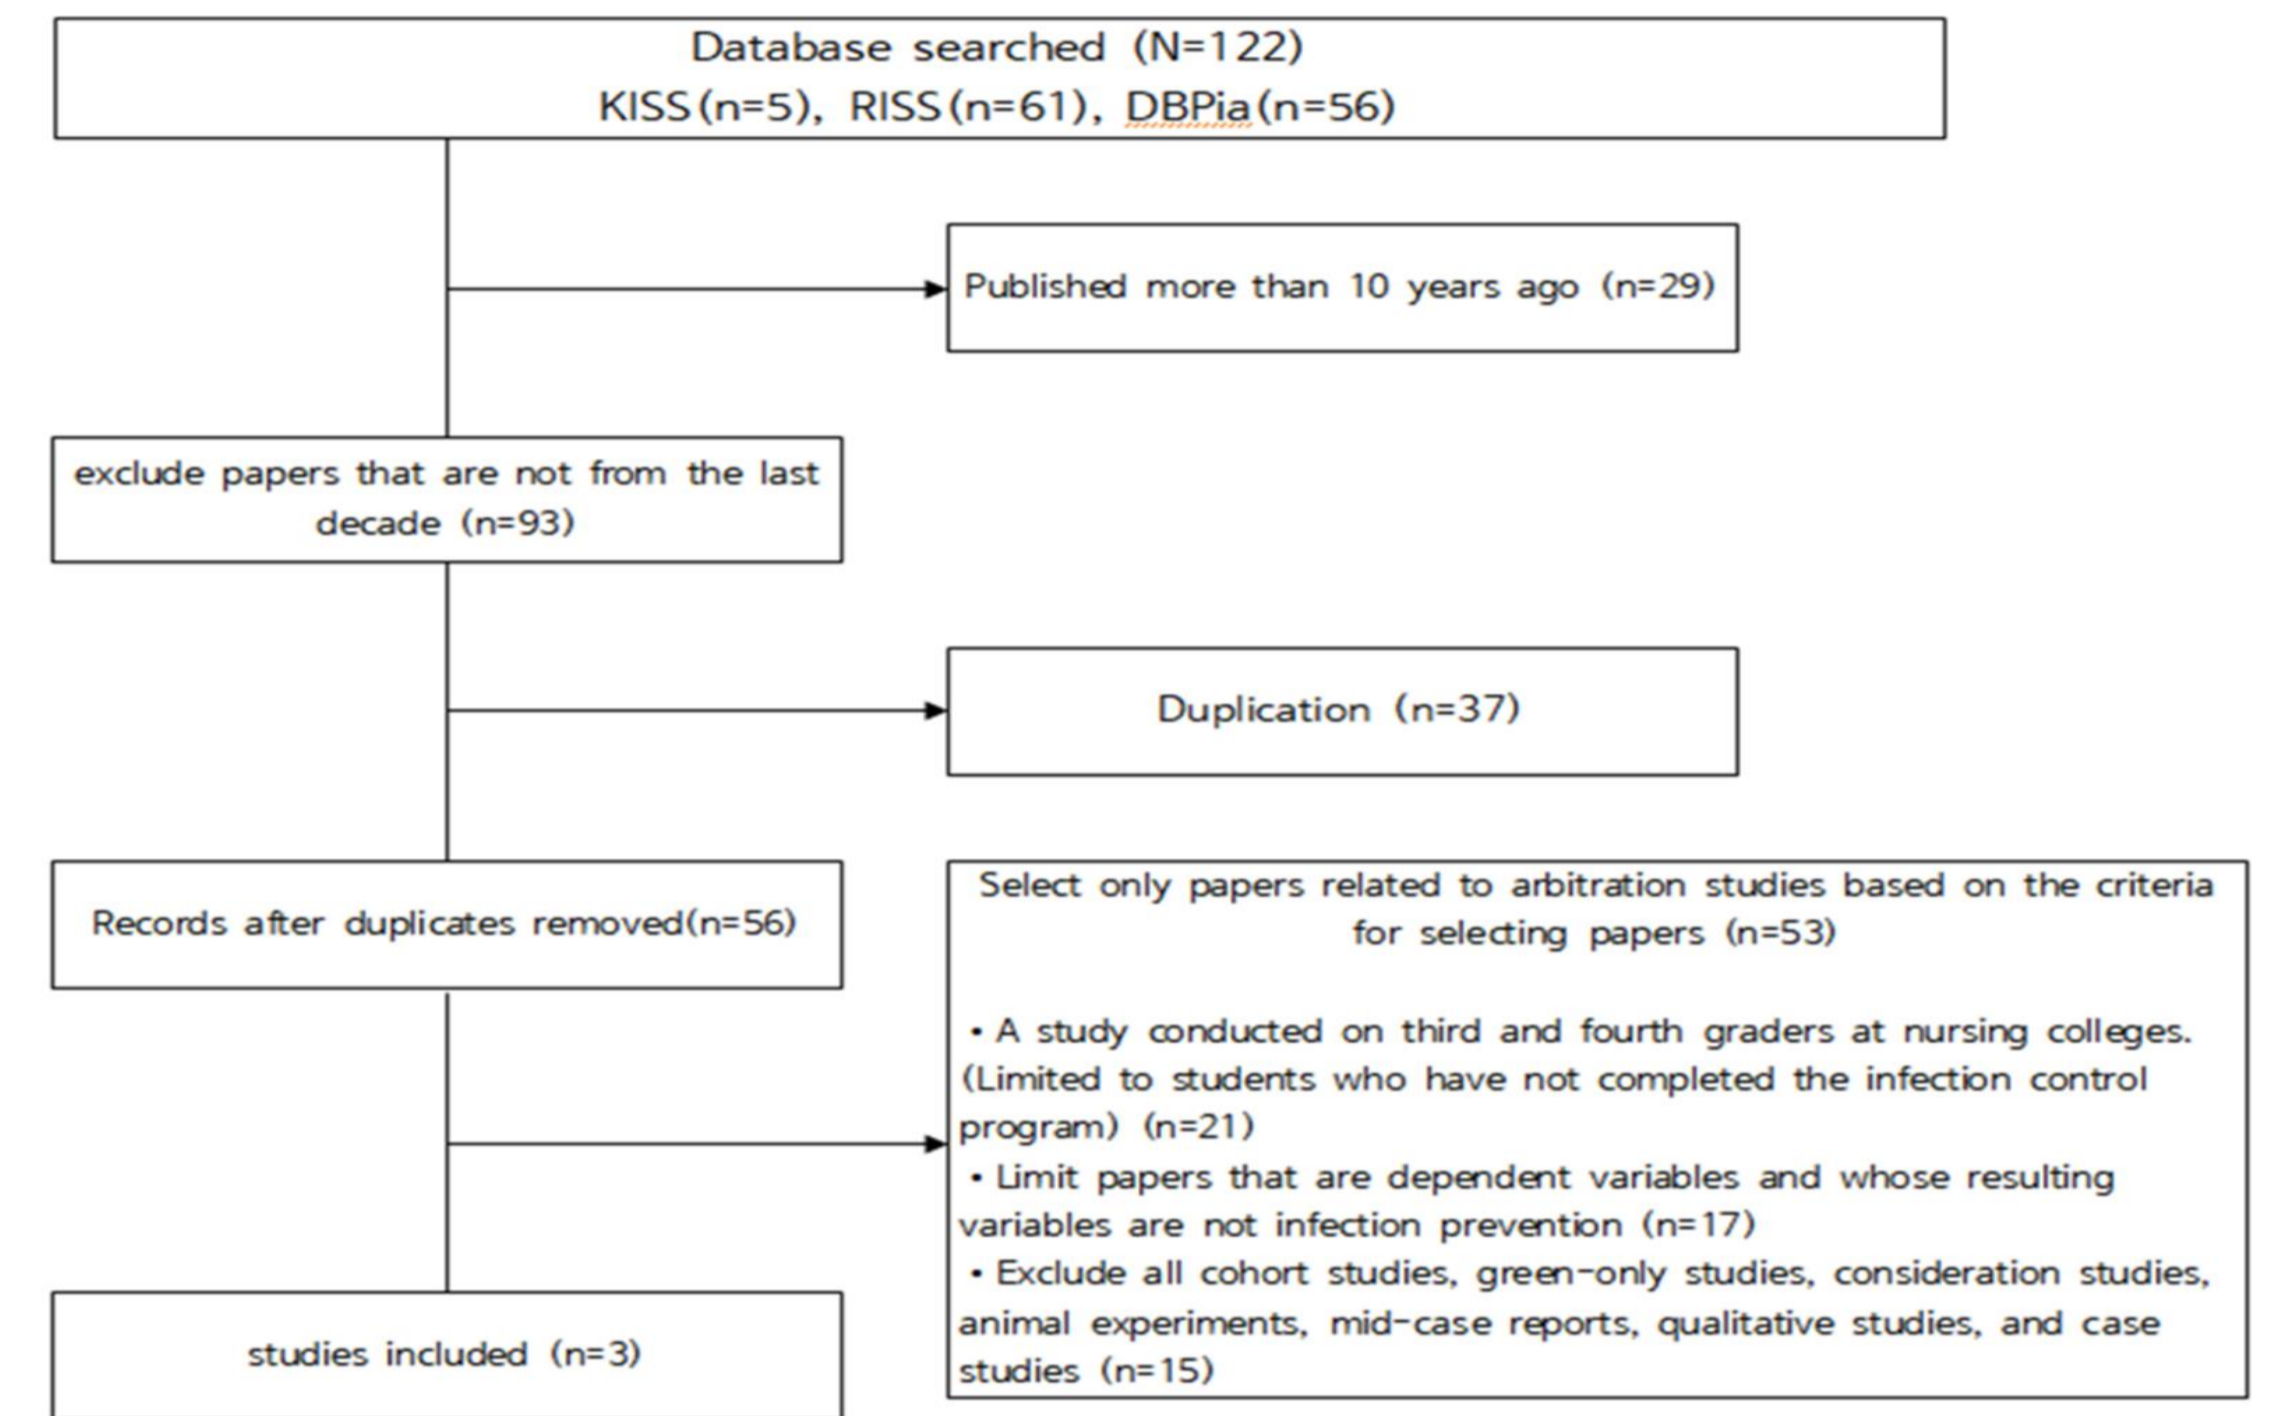 Database searched (N=122)
KISS(n=5), RISS(n=61), DBPia(n=56)
Published more than 10 years ago (n=29)
exclude papers that are not from the last
decade (n=93)
Duplication (n=37)
Records after duplicates removed(n=56)
Select only papers related to arbitration studies based on the criteria
for selecting papers (n=53)
• A study conducted on third and fourth graders at nursing colleges.
(Limited to students who have not completed the infection control
program) (n=21)
• Limit papers that are dependent variables and whose resulting
variables are not infection prevention (n=17)
• Exclude all cohort studies, green-only studies, consideration studies,
animal experiments, mid-case reports, qualitative studies, and case
studies (n=15)
studies included (n=3)